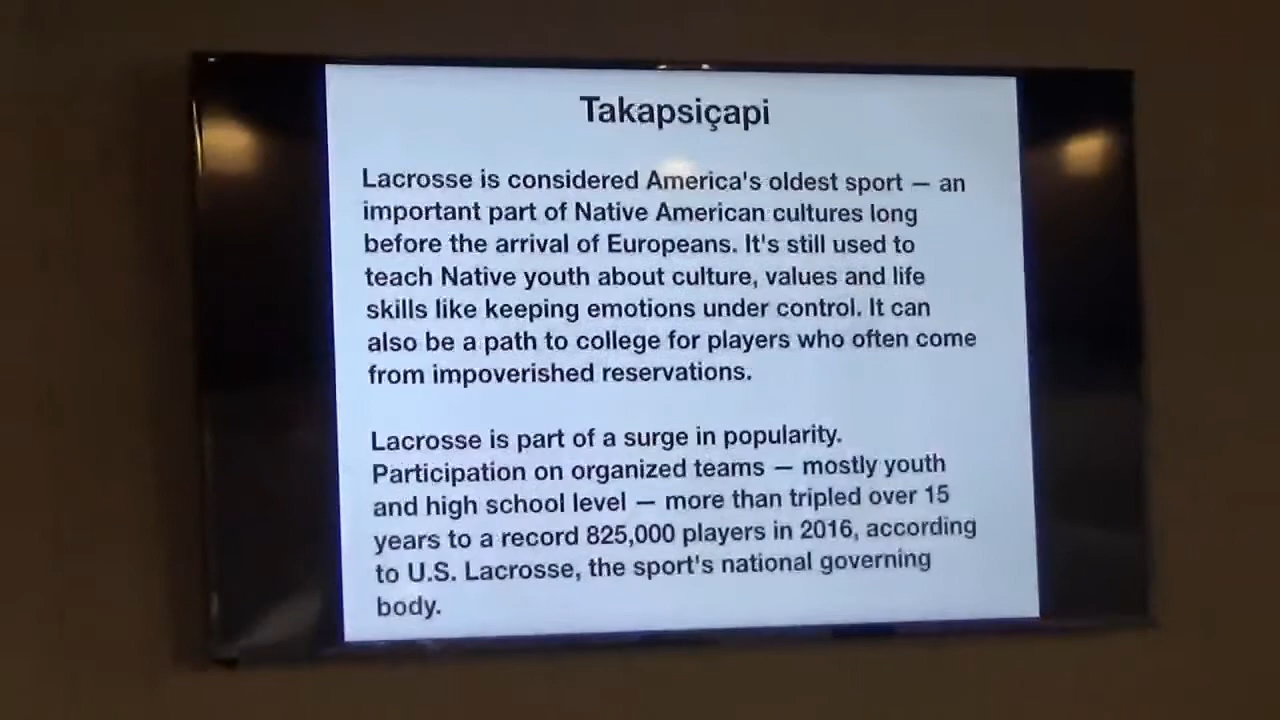 Takapsiçapi
Lacrosse is considered America's oldest sport — an
important part of Native American cultures long
before the arrival of Europeans. It's still used to
teach Native youth about culture, values and life
skills like keeping emotions under control. It can
also be a path to college for players who often come
from impoverished reservations.
Lacrosse is part of a surge in popularity.
Participation on organized teams — mostly youth
and high school level — more than tripled over 15
years to a record 825,000 players in 2016, according
to U.S. Lacrosse, the sport's national governing
body.